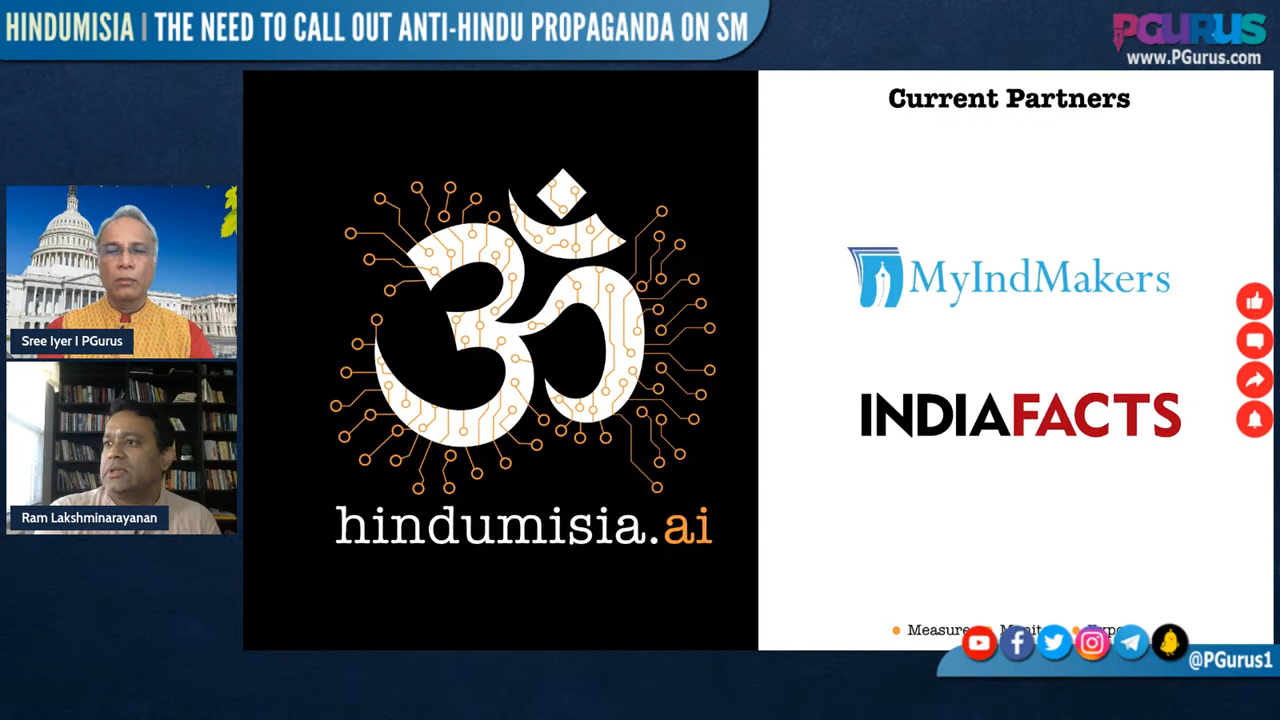 HINDUMISIA | THE NEED TO CALL OUT ANTI-HINDU PROPAGANDA ON SM
PGURUS
www.PGurus.com
Current Partners
MyIndMakers
INDIAFACTS
Sree Iyer I PGurus
Ram Lakshminarayanan
hindumisia.ai
Measure
@PGurus1